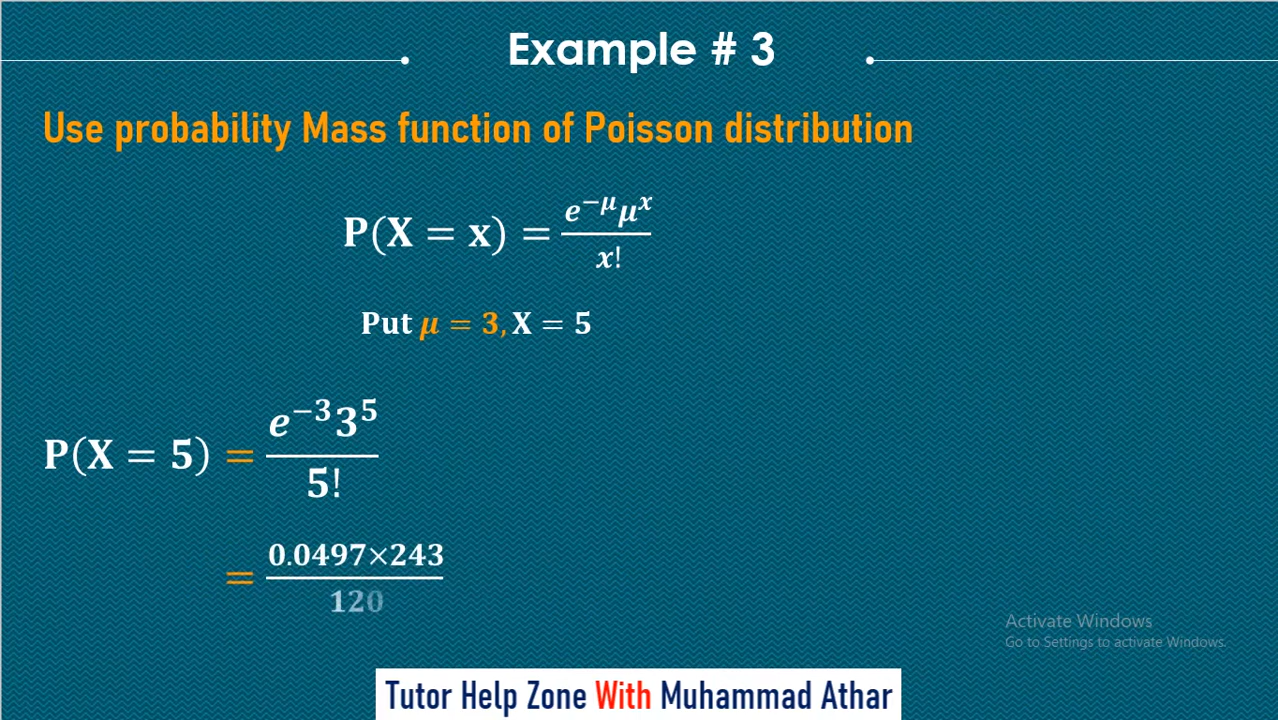 Example # 3
Use probability Mass function of Poisson distribution
P(X = x) = e^{−μ}μ^x / x!
Put μ = 3, X = 5
P(X = 5) = e^{−3}3^5 / 5!
= 0.0497×243 / 120
Activate Windows
Go to Settings to activate Windows.
Tutor Help Zone With Muhammad Athar